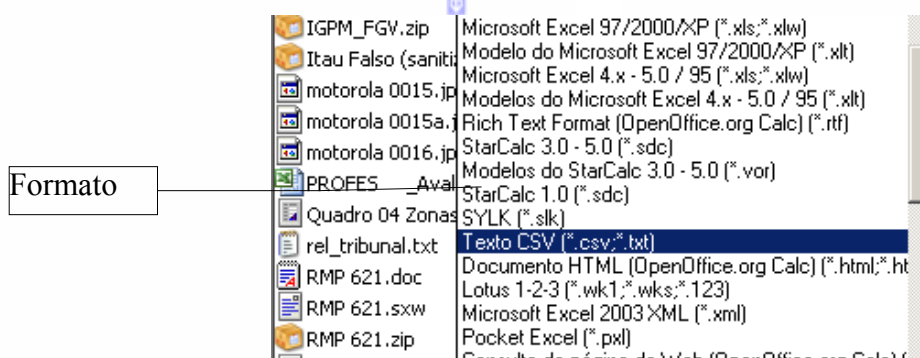 Formato
IGPM_FGV.zip
Itau Falso (saniti
motorola 0015.jp
motorola 0015a.j
motorola 0016.jp
PROFES _Aval
Quadro 04 Zonas
rel_tribunal.txt
RMP 621.doc
RMP 621.sxw
RMP 621.zip
Microsoft Excel 97/2000/XP (*.xls;*.xlw)
Modelo do Microsoft Excel 97/2000/XP (*.xlt)
Microsoft Excel 4.x - 5.0 / 95 (*.xls;*.xlw)
Modelos do Microsoft Excel 4.x - 5.0 / 95 (*.xlt)
Rich Text Format (OpenOffice.org Calc) (*.rtf)
StarCalc 3.0 - 5.0 (*.sdc)
Modelos do StarCalc 3.0 - 5.0 (*.vor)
StarCalc 1.0 (*.sdc)
SYLK (*.slk)
Texto CSV (*.csv;*.txt)
Documento HTML (OpenOffice.org Calc) (*.html;*.ht
Lotus 1-2-3 (*.wk1;*.wks;*.123)
Microsoft Excel 2003 XML (*.xml)
Pocket Excel (*.pxl)